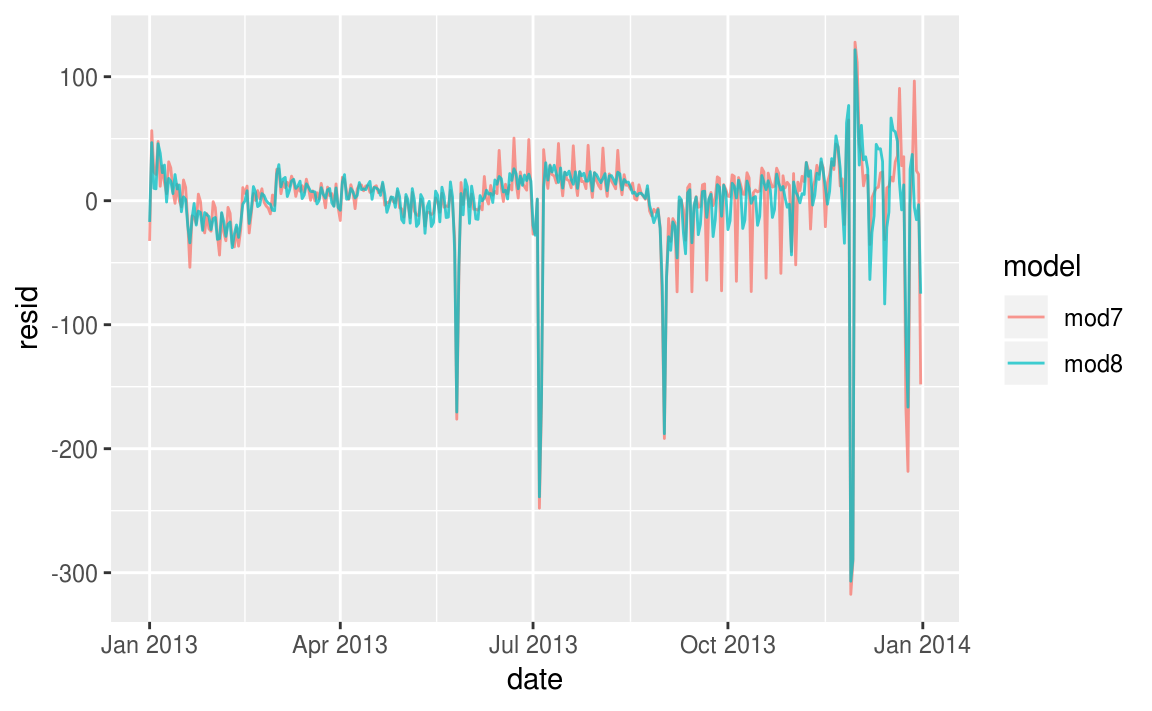 100
0
-100
-200
-300
resid
Jan 2013
Apr 2013
Jul 2013
Oct 2013
Jan 2014
date
model
mod7
mod8